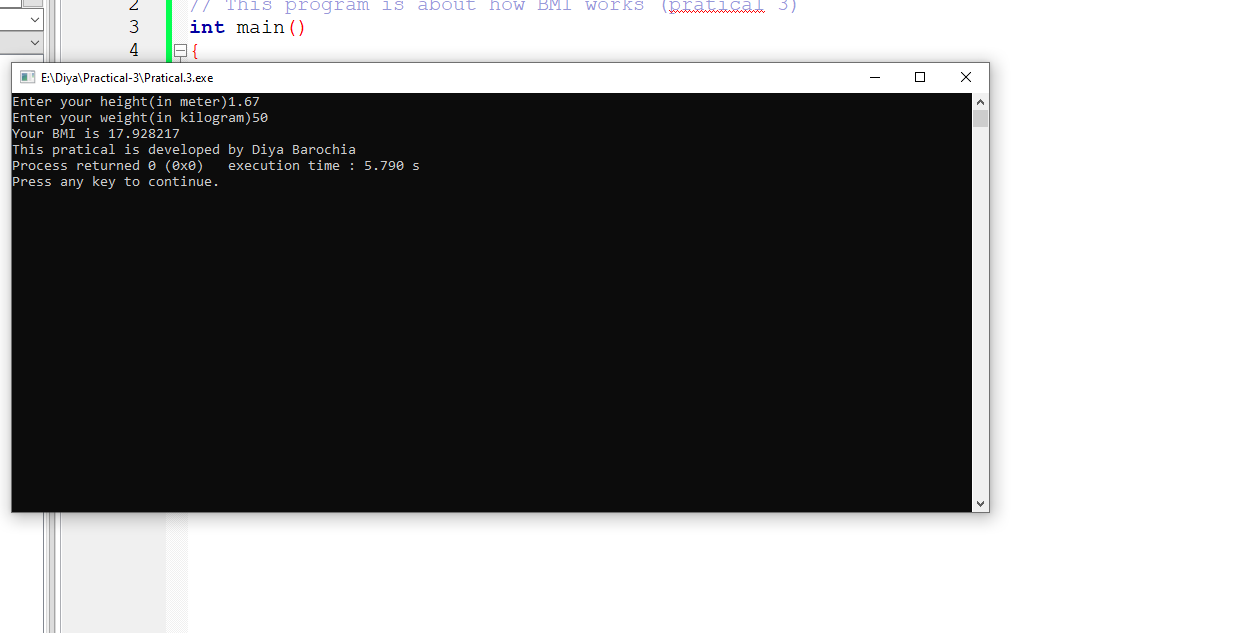 2 // This program is about how BMI works (pratical 3)
3 int main()
4 {
E:\Diya\Practical-3\Pratical.3.exe
Enter your height(in meter)1.67
Enter your weight(in kilogram)50
Your BMI is 17.928217
This pratical is developed by Diya Barochia
Process returned 0 (0x0)   execution time : 5.790 s
Press any key to continue.